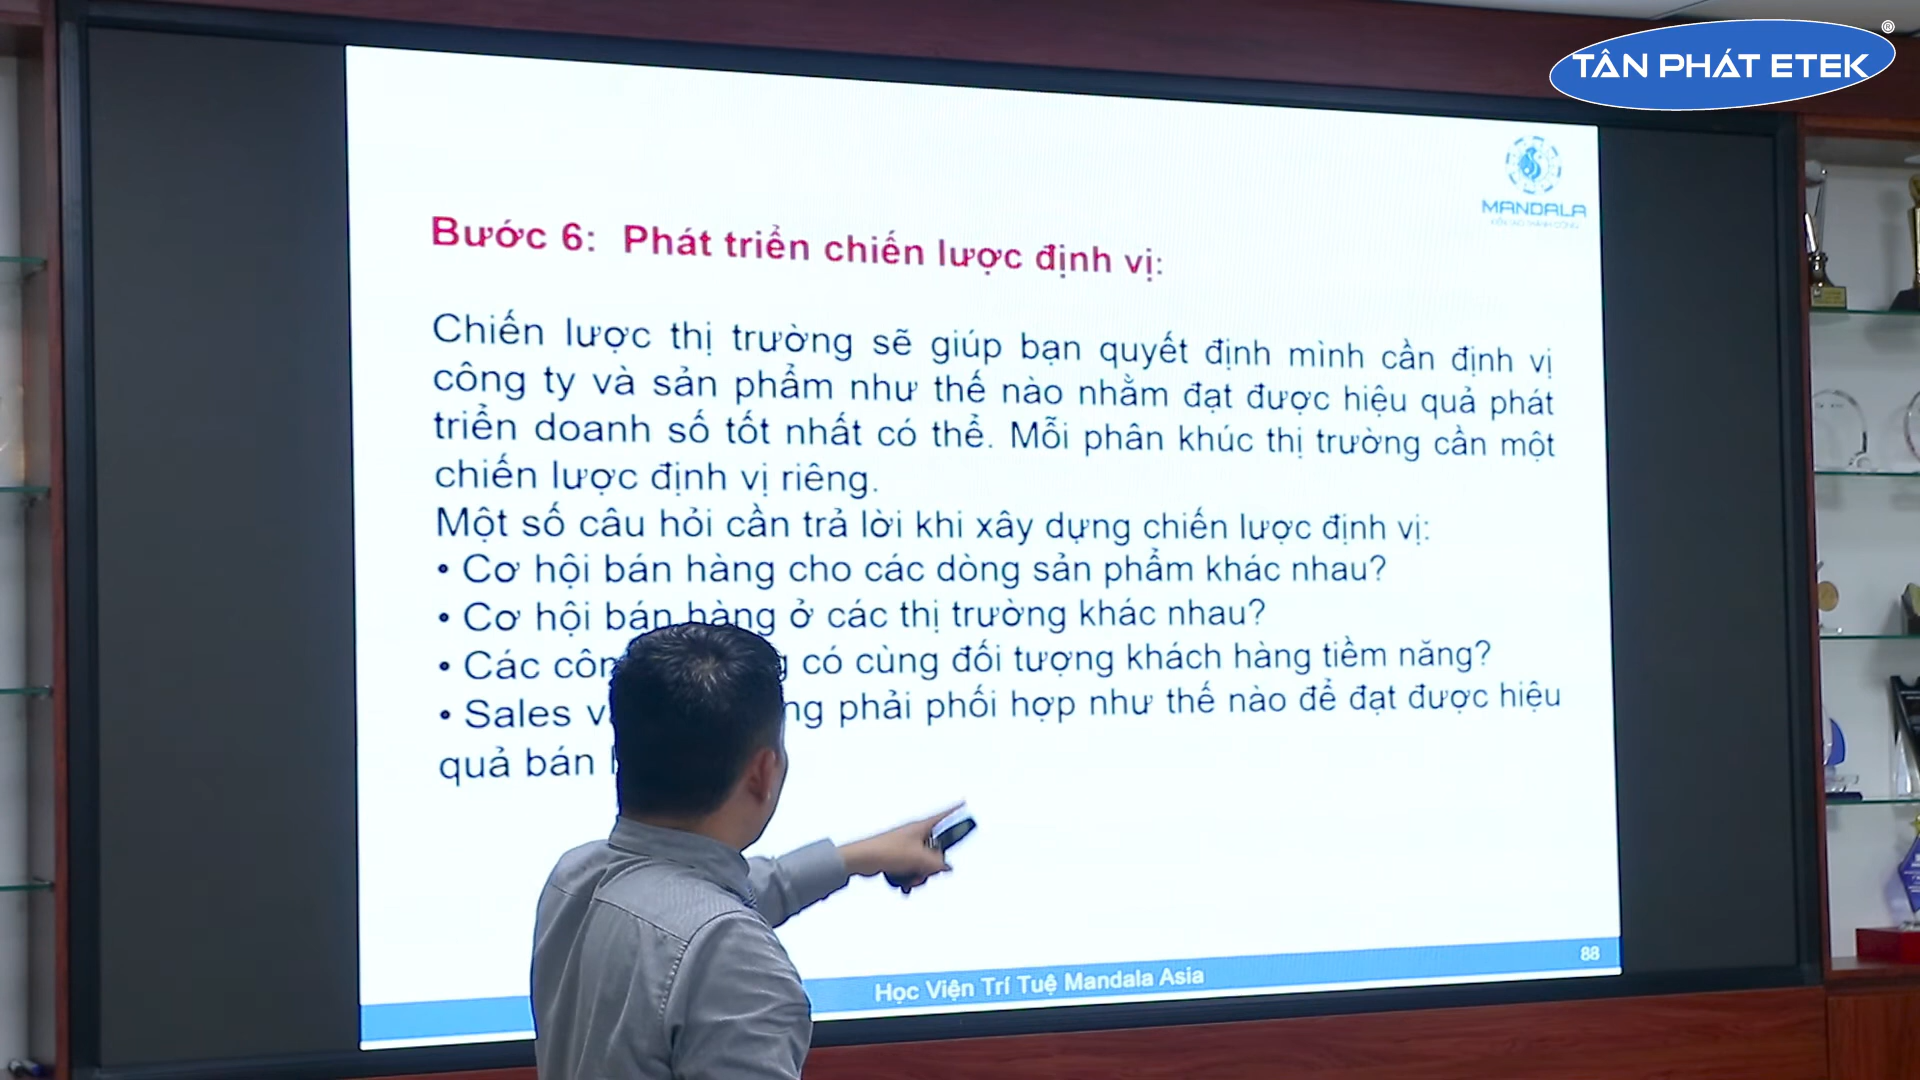 TÂN PHÁT ETEK
®
MANDALA
Bước 6: Phát triển chiến lược định vị:
Chiến lược thị trường sẽ giúp bạn quyết định mình cần định vị
công ty và sản phẩm như thế nào nhằm đạt được hiệu quả phát
triển doanh số tốt nhất có thể. Mỗi phân khúc thị trường cần một
chiến lược định vị riêng.
Một số câu hỏi cần trả lời khi xây dựng chiến lược định vị:
• Cơ hội bán hàng cho các dòng sản phẩm khác nhau?
• Cơ hội bán hàng ở các thị trường khác nhau?
• Các có cùng đối tượng khách hàng tiềm năng?
• Sales phải phối hợp như thế nào để đạt được hiệu
quả bán
Học Viện Trí Tuệ Mandala Asia
88